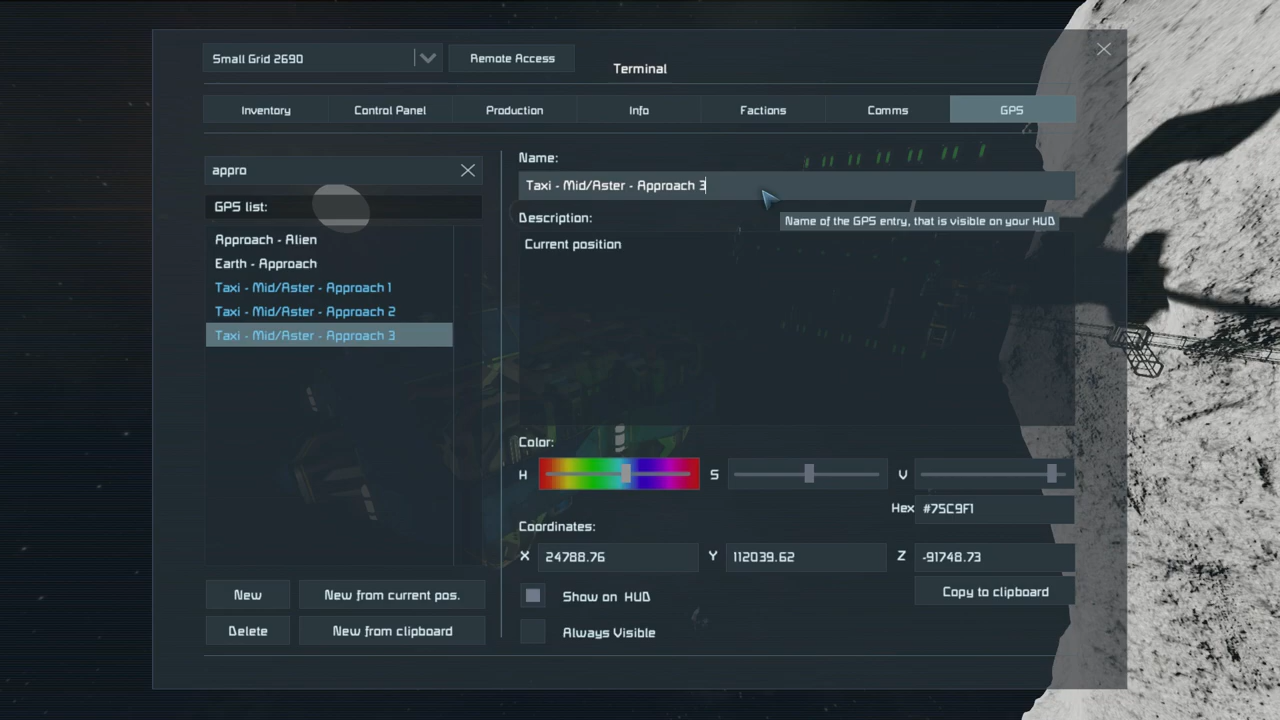 Small Grid 2690
Remote Access
Terminal
Inventory
Control Panel
Production
Info
Factions
Comms
GPS
appro
GPS list:
Approach - Alien
Earth - Approach
Taxi - Mid/Aster - Approach 1
Taxi - Mid/Aster - Approach 2
Taxi - Mid/Aster - Approach 3
New
New from current pos.
Delete
New from clipboard
Name:
Taxi - Mid/Aster - Approach 3
Name of the GPS entry, that is visible on your HUD
Description:
Current position
Color:
H
S
V
Hex #75C9F1
Coordinates:
X 24788.76
Y 112039.62
Z -91748.73
Show on HUD
Copy to clipboard
Always Visible